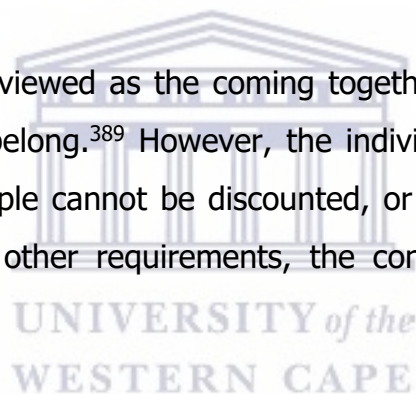 viewed as the coming togeth
belong.389 However, the indivi
ple cannot be discounted, or
other requirements, the con
UNIVERSITY of the
WESTERN CAPE